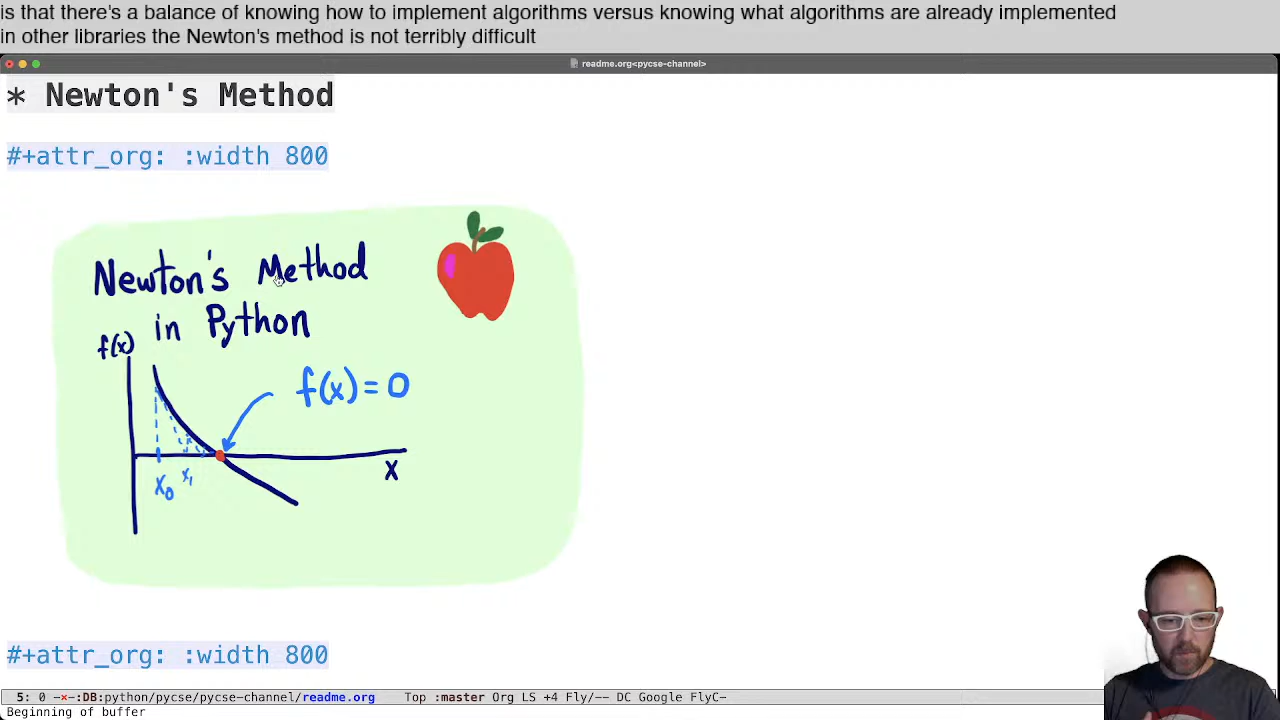 is that there's a balance of knowing how to implement algorithms versus knowing what algorithms are already implemented
in other libraries the Newton's method is not terribly difficult
readme.org<pycse-channel>
* Newton's Method
#+attr_org: :width 800
Newton's Method
in Python
f(x)
f(x)=0
x
x0 x1
#+attr_org: :width 800
5: 0 -×-:DB:python/pycse/pycse-channel/readme.org Top :master Org LS +4 Fly/-- DC Google FlyC-
Beginning of buffer